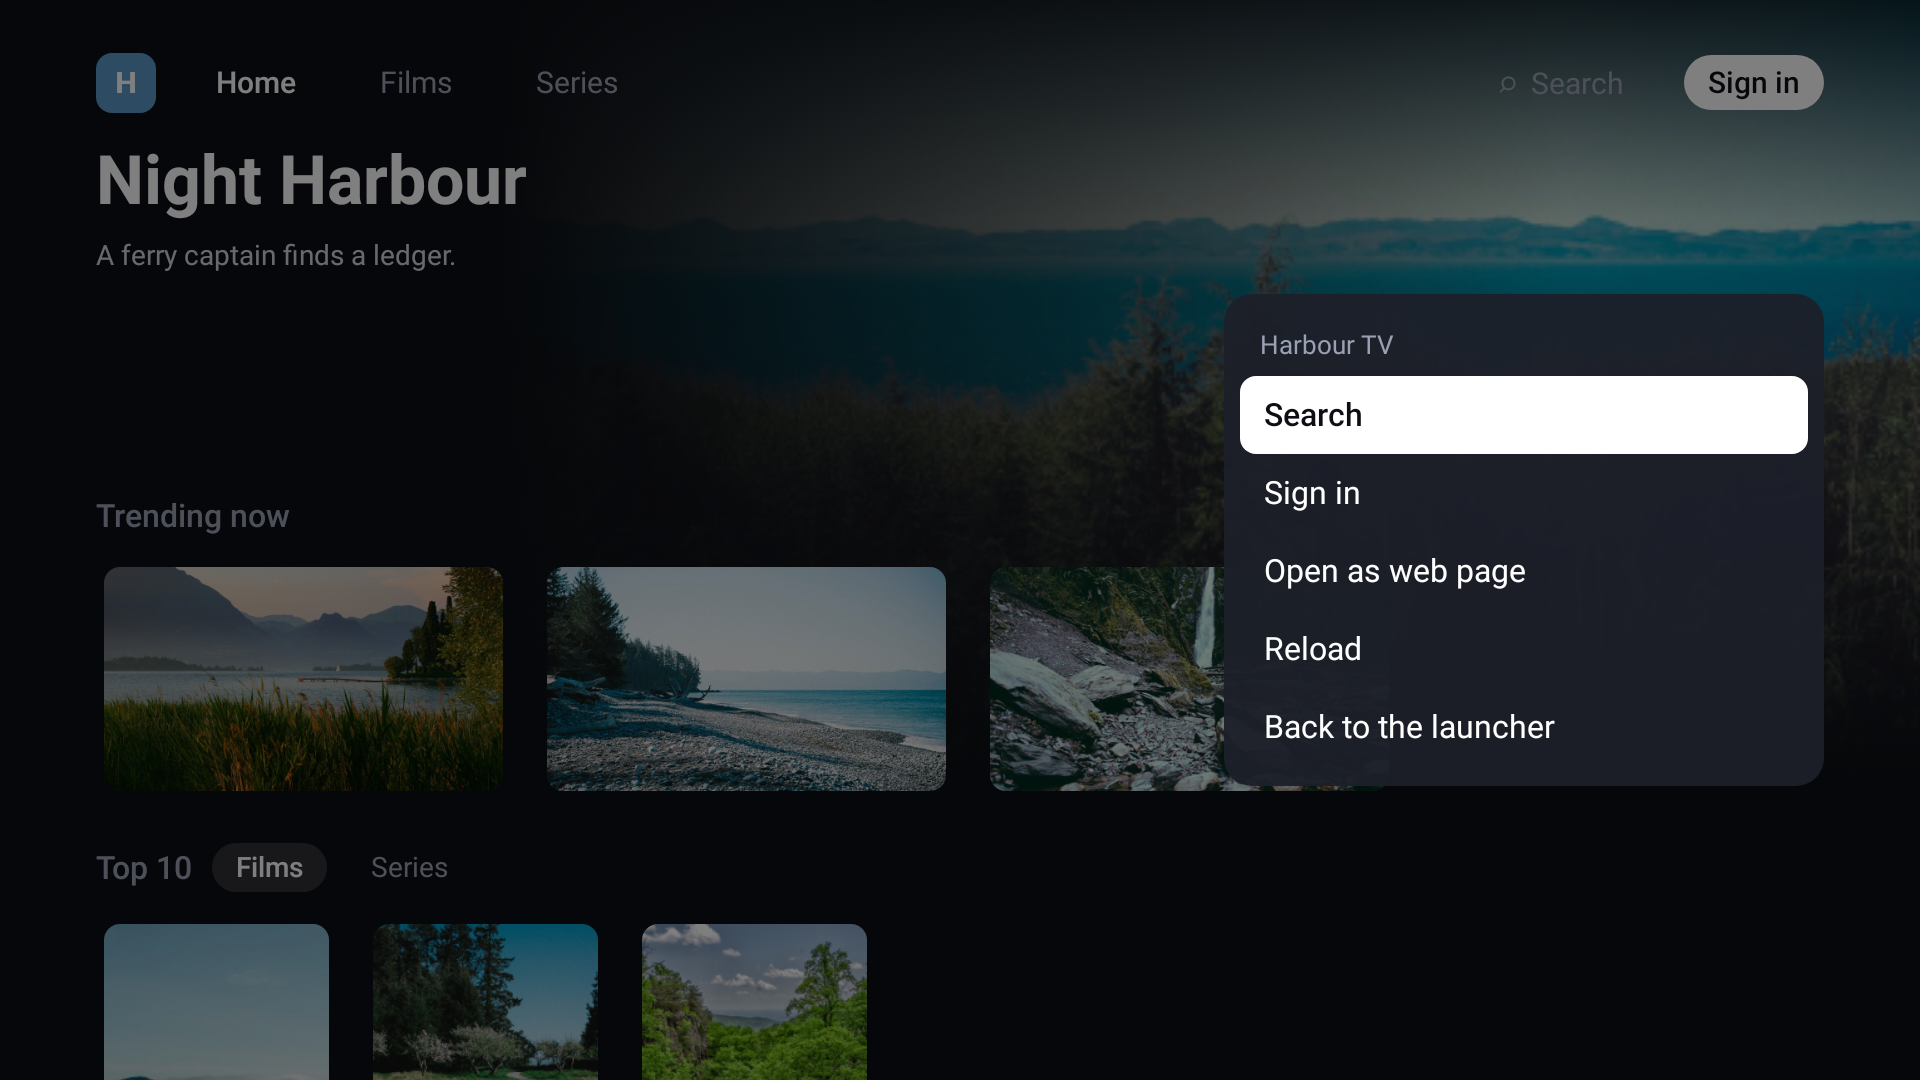 H
Home
Films
Series
Search
Sign in
Night Harbour
A ferry captain finds a ledger.
Harbour TV
Search
Sign in
Open as web page
Reload
Back to the launcher
Trending now
Top 10
Films
Series